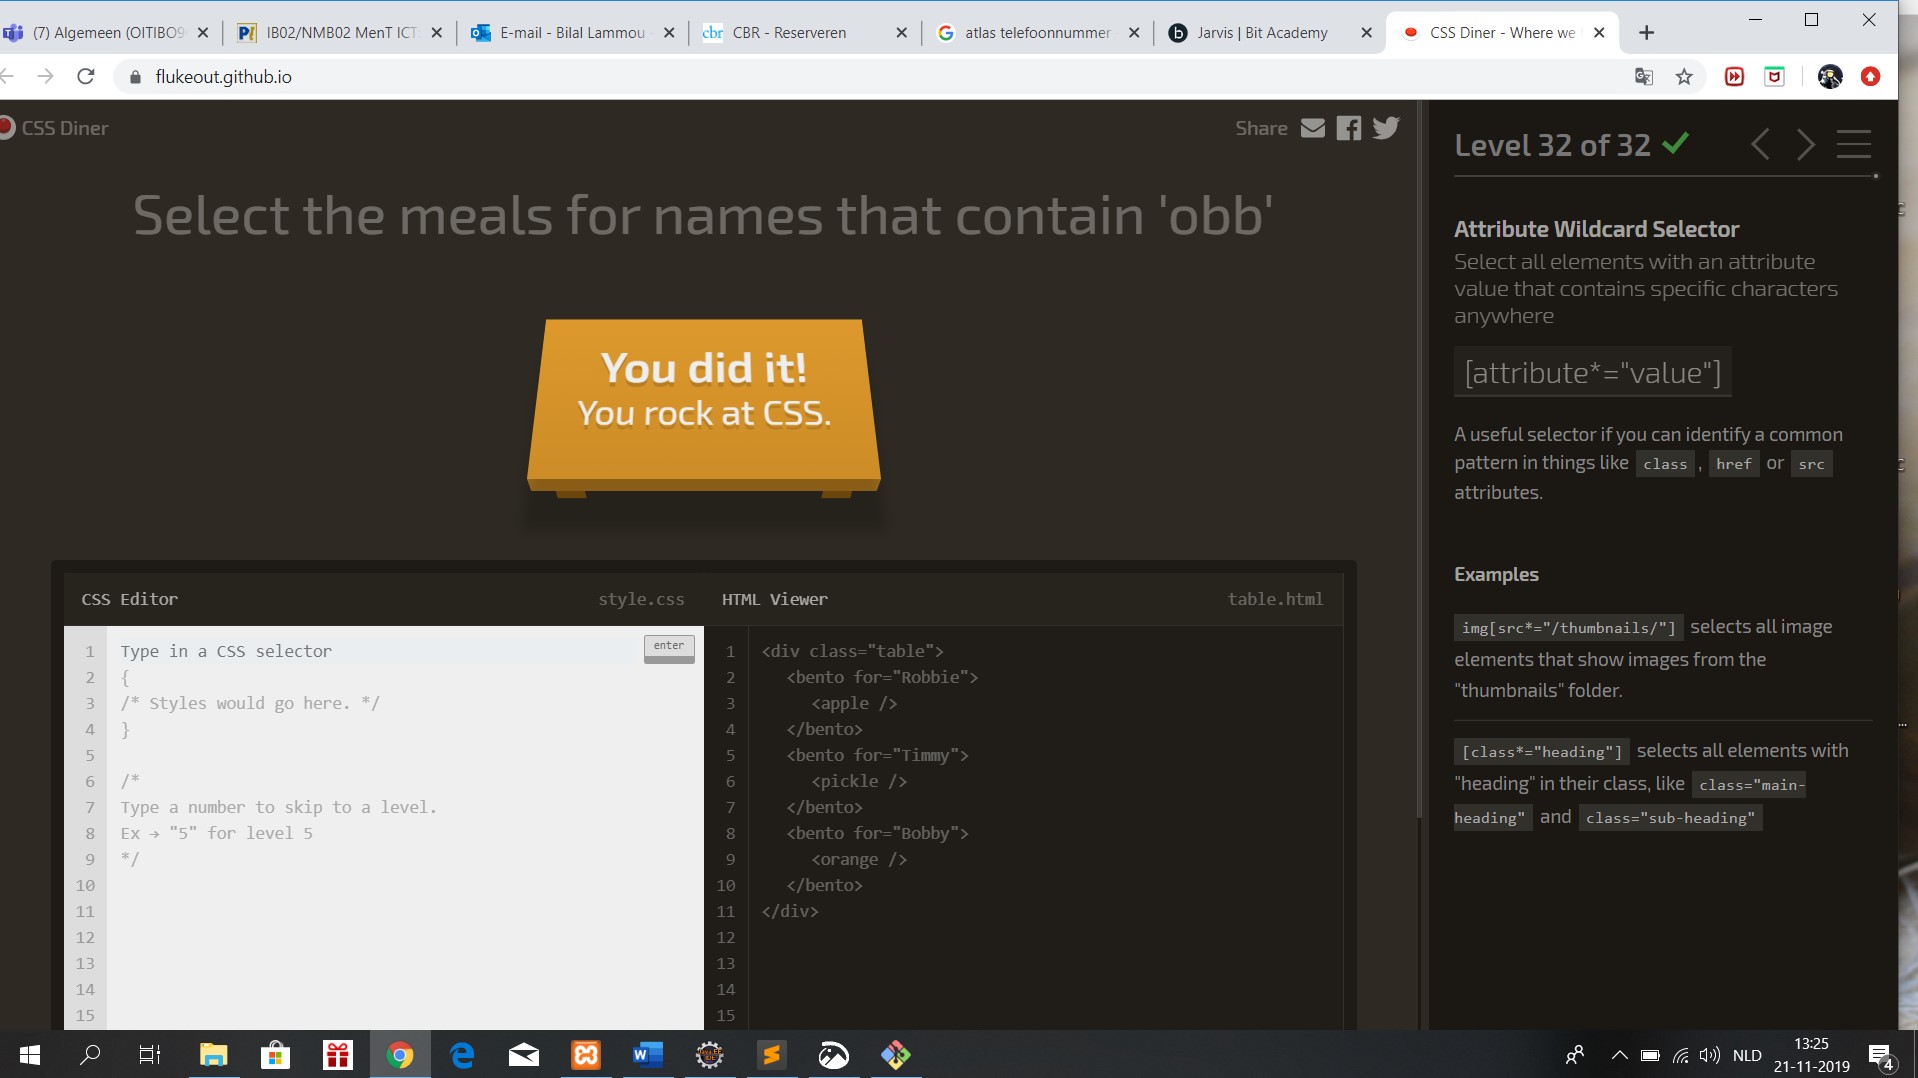 (7) Algemeen (OITIBO9
IB02/NMB02 MenT ICT
E-mail - Bilal Lammou
cbr CBR - Reserveren
atlas telefoonnummer
Jarvis | Bit Academy
CSS Diner - Where we
flukeout.github.io
CSS Diner
Share
Select the meals for names that contain 'obb'
You did it!
You rock at CSS.
CSS Editor
style.css
1 Type in a CSS selector
enter
2 {
3 /* Styles would go here. */
4 }
5
6 /*
7 Type a number to skip to a level.
8 Ex → "5" for level 5
9 */
10
11
12
13
14
15
HTML Viewer
table.html
1 <div class="table">
2 <bento for="Robbie">
3 <apple />
4 </bento>
5 <bento for="Timmy">
6 <pickle />
7 </bento>
8 <bento for="Bobby">
9 <orange />
10 </bento>
11 </div>
12
13
14
15
Level 32 of 32
Attribute Wildcard Selector
Select all elements with an attribute
value that contains specific characters
anywhere
[attribute*="value"]
A useful selector if you can identify a common
pattern in things like class , href or src
attributes.
Examples
img[src*="/thumbnails/"] selects all image
elements that show images from the
"thumbnails" folder.
[class*="heading"] selects all elements with
"heading" in their class, like class="main-
heading" and class="sub-heading"
NLD
13:25
21-11-2019
4